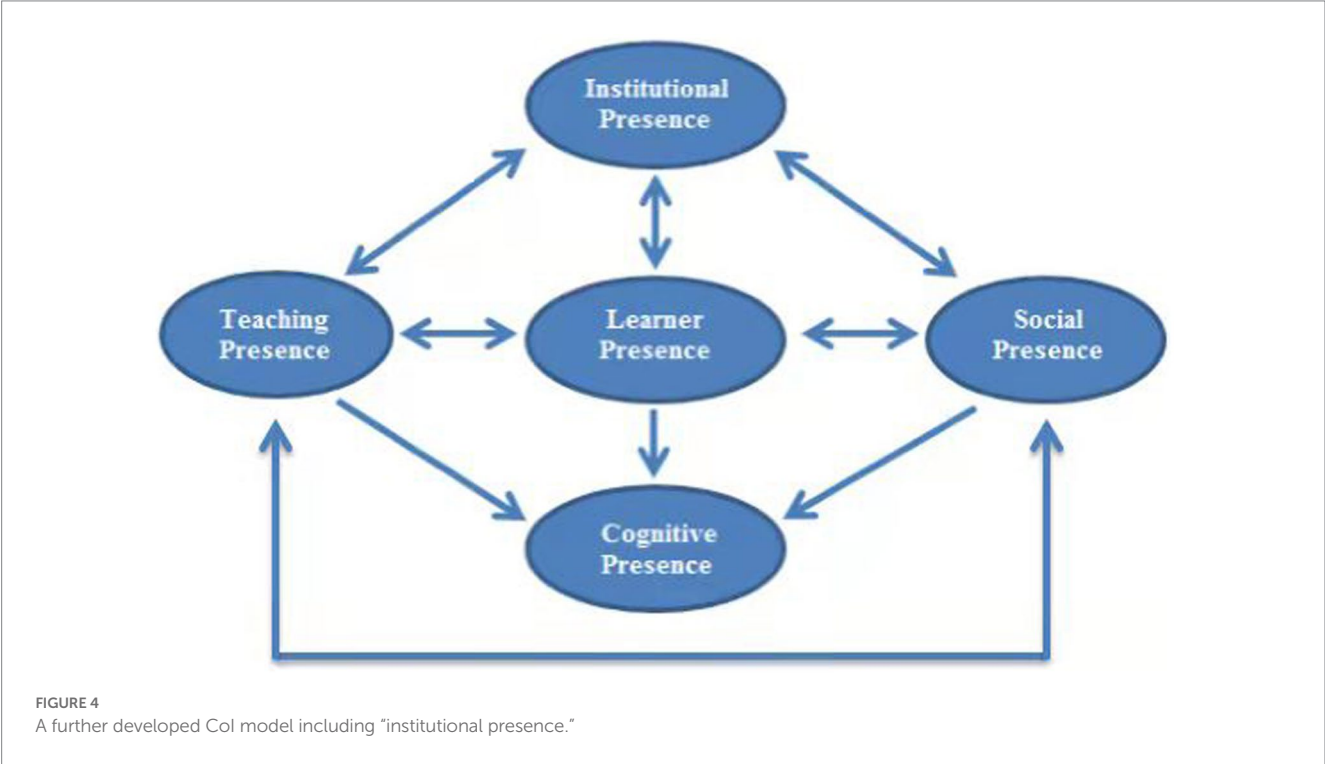 Institutional
Presence
Teaching
Presence
Learner
Presence
Social
Presence
Cognitive
Presence
FIGURE 4
A further developed CoI model including “institutional presence.”